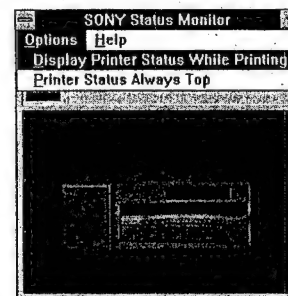 SONY Status Monitor
Options Help
Display Printer Status While Printing
Printer Status Always Top